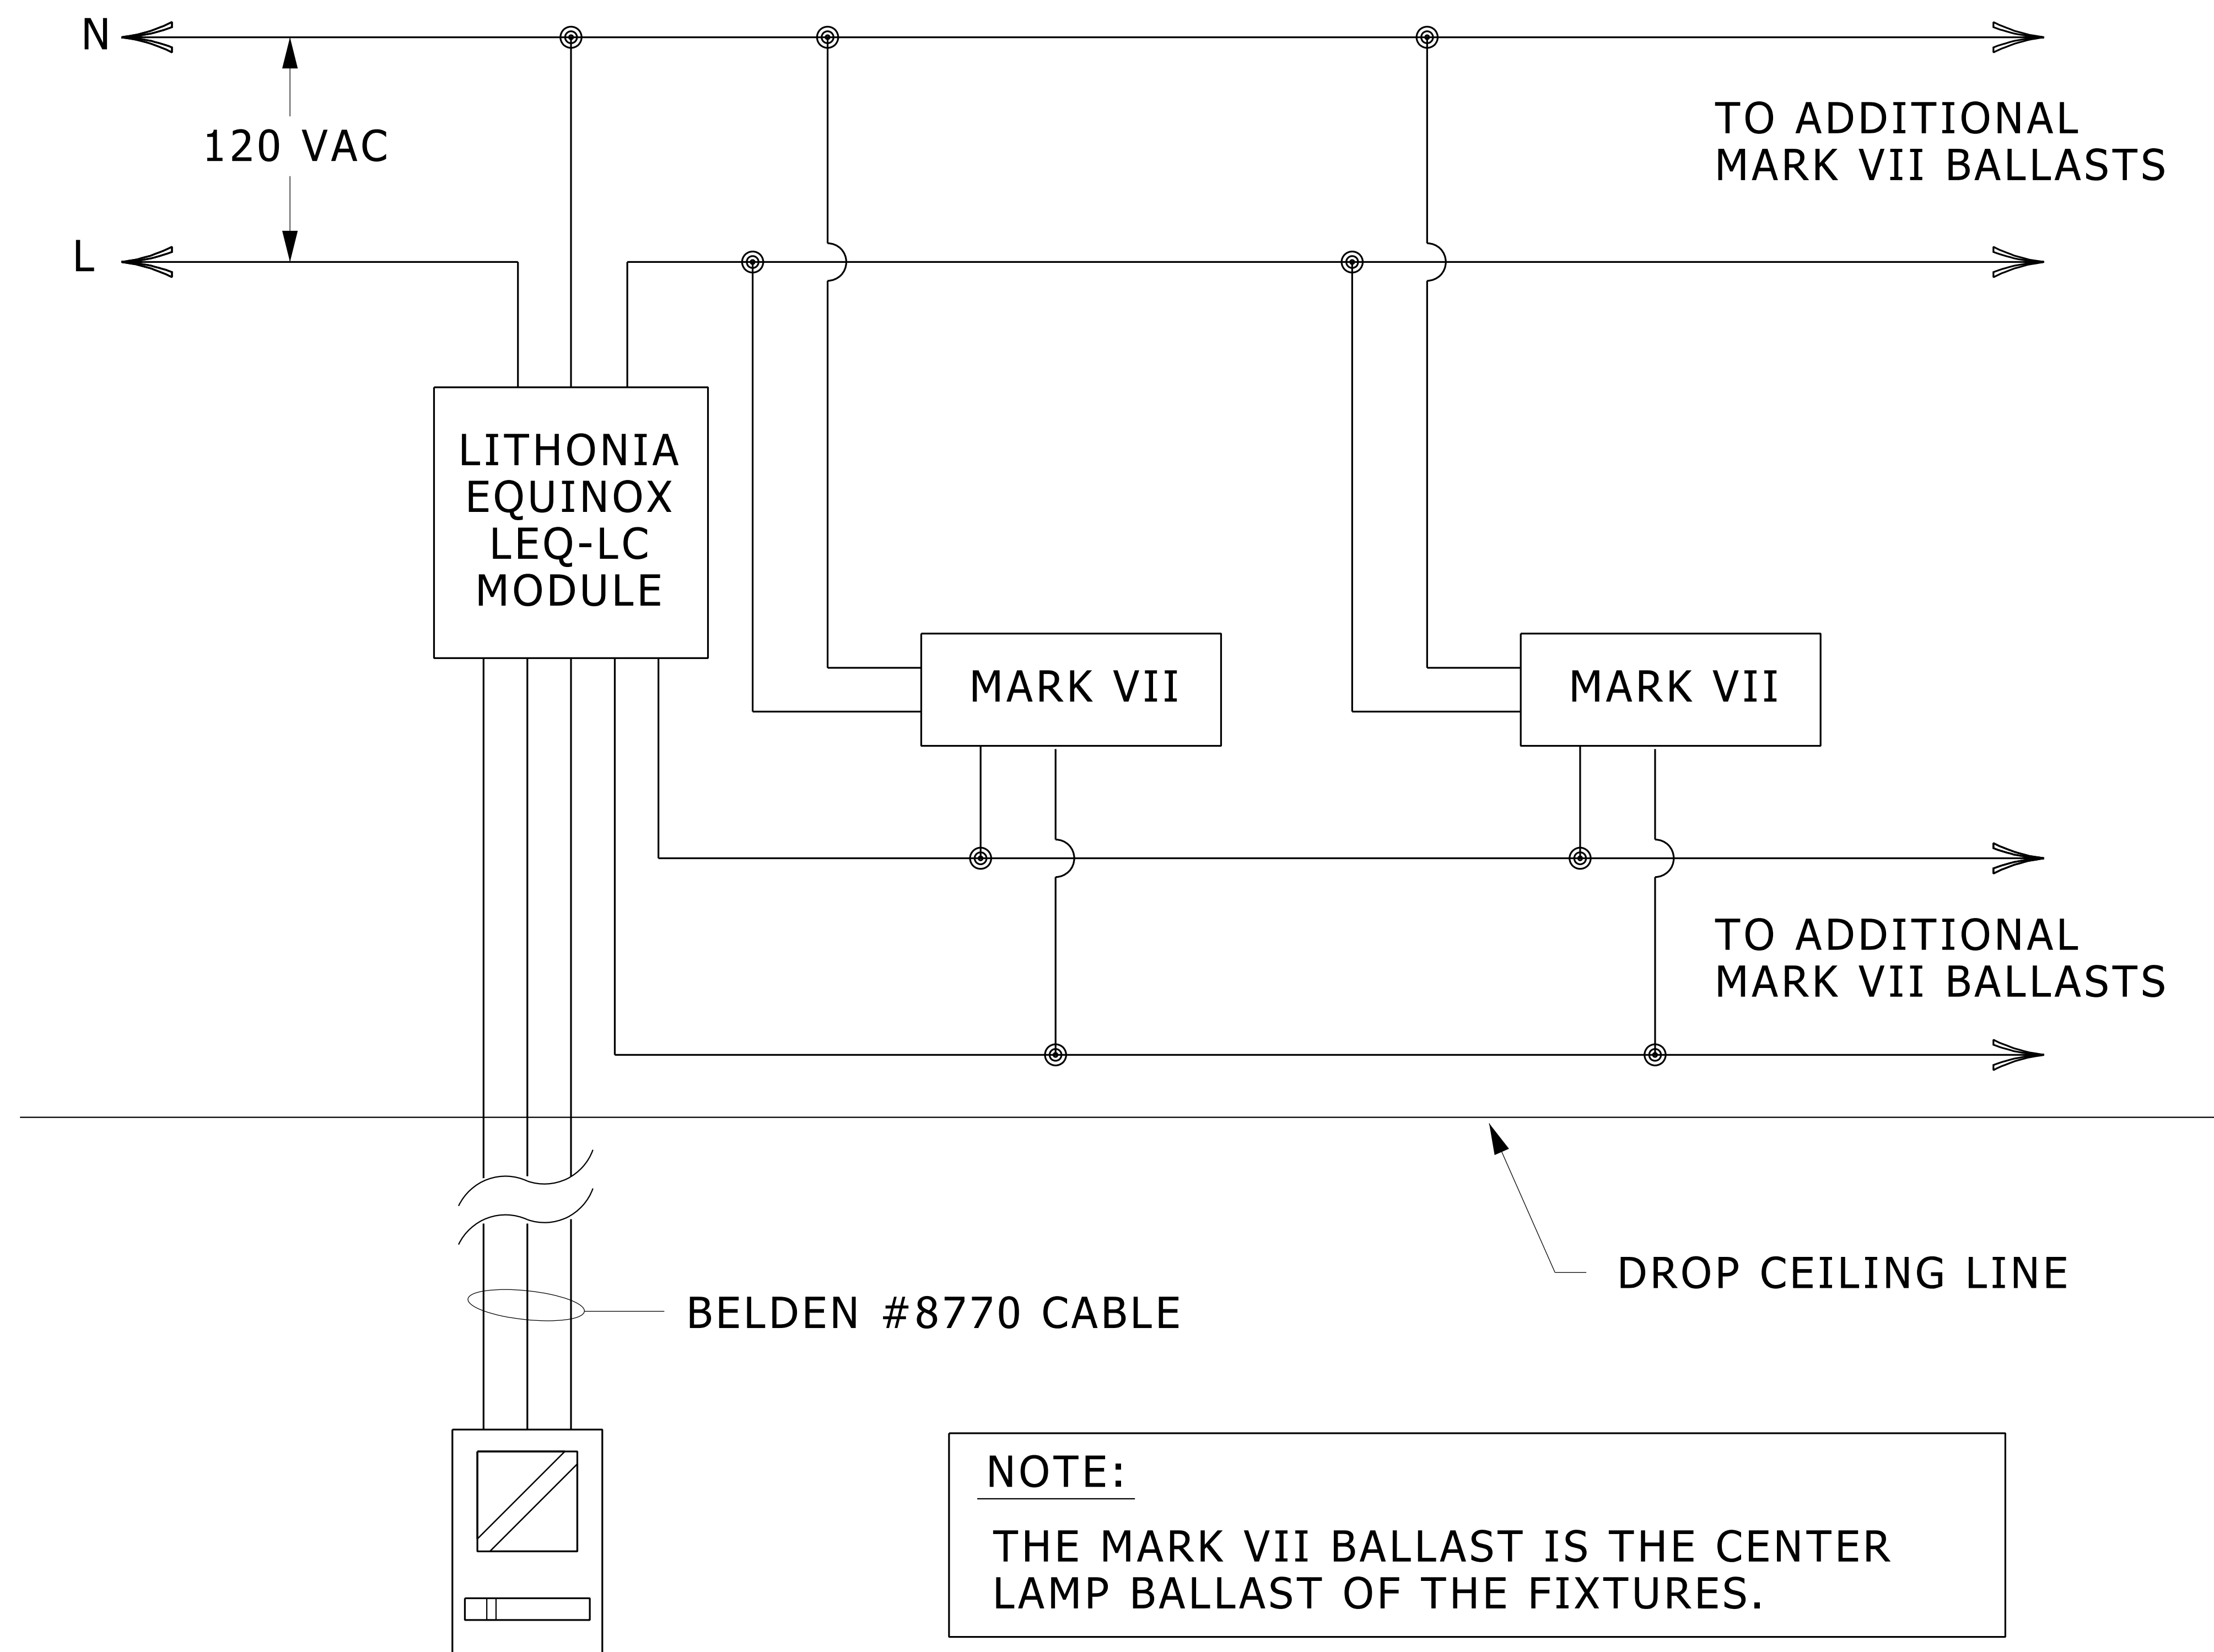 N
120 VAC
TO ADDITIONAL
MARK VII BALLASTS
L
LITHONIA
EQUINOX
LEQ-LC
MODULE
MARK VII
MARK VII
TO ADDITIONAL
MARK VII BALLASTS
DROP CEILING LINE
BELDEN #8770 CABLE
NOTE:
THE MARK VII BALLAST IS THE CENTER
LAMP BALLAST OF THE FIXTURES.